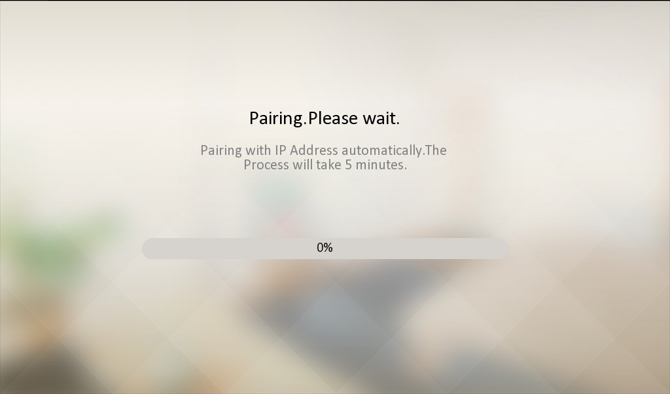 Pairing.Please wait.
Pairing with IP Address automatically.The
Process will take 5 minutes.
0%